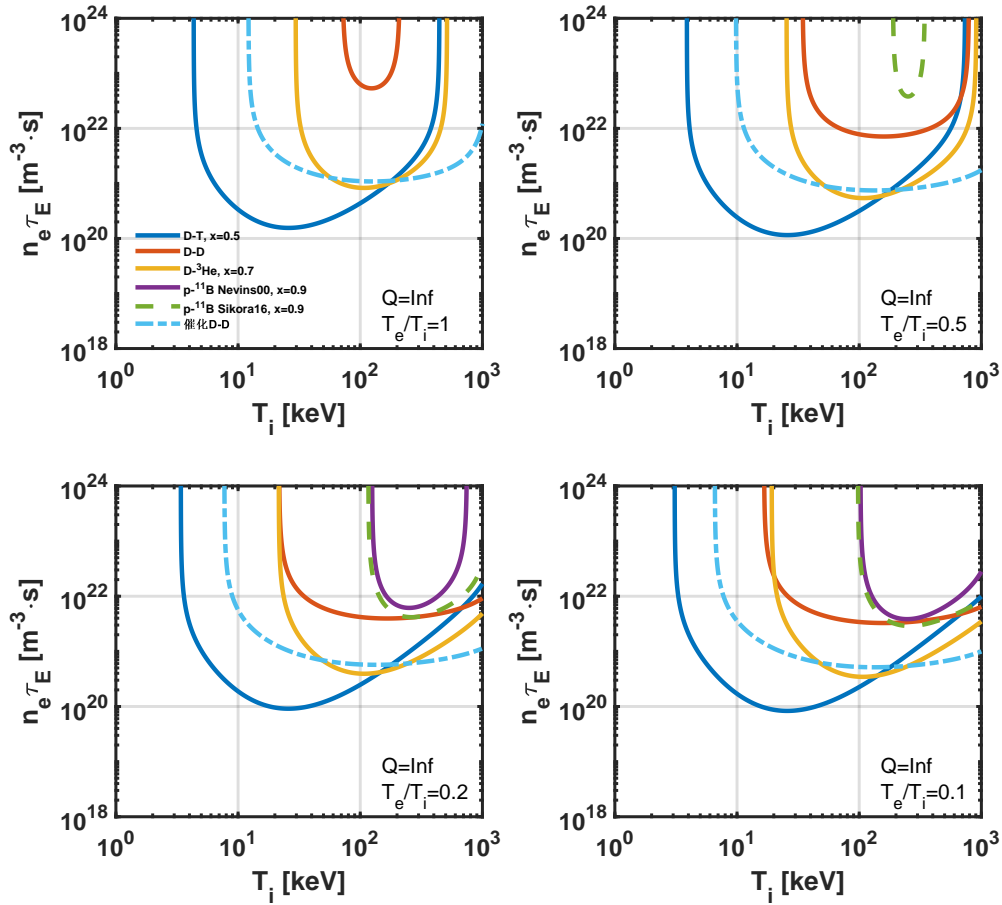 10^24
10^22
10^20
10^18
n_e τ_E [m^-3·s]
D-T, x=0.5
D-D
D-^3He, x=0.7
p-^11B Nevins00, x=0.9
p-^11B Sikora16, x=0.9
催化D-D
Q=Inf
T_e/T_i=1
10^0
10^1
10^2
10^3
T_i [keV]
10^24
10^22
10^20
10^18
n_e τ_E [m^-3·s]
Q=Inf
T_e/T_i=0.5
10^0
10^1
10^2
10^3
T_i [keV]
10^24
10^22
10^20
10^18
n_e τ_E [m^-3·s]
Q=Inf
T_e/T_i=0.2
10^0
10^1
10^2
10^3
T_i [keV]
10^24
10^22
10^20
10^18
n_e τ_E [m^-3·s]
Q=Inf
T_e/T_i=0.1
10^0
10^1
10^2
10^3
T_i [keV]